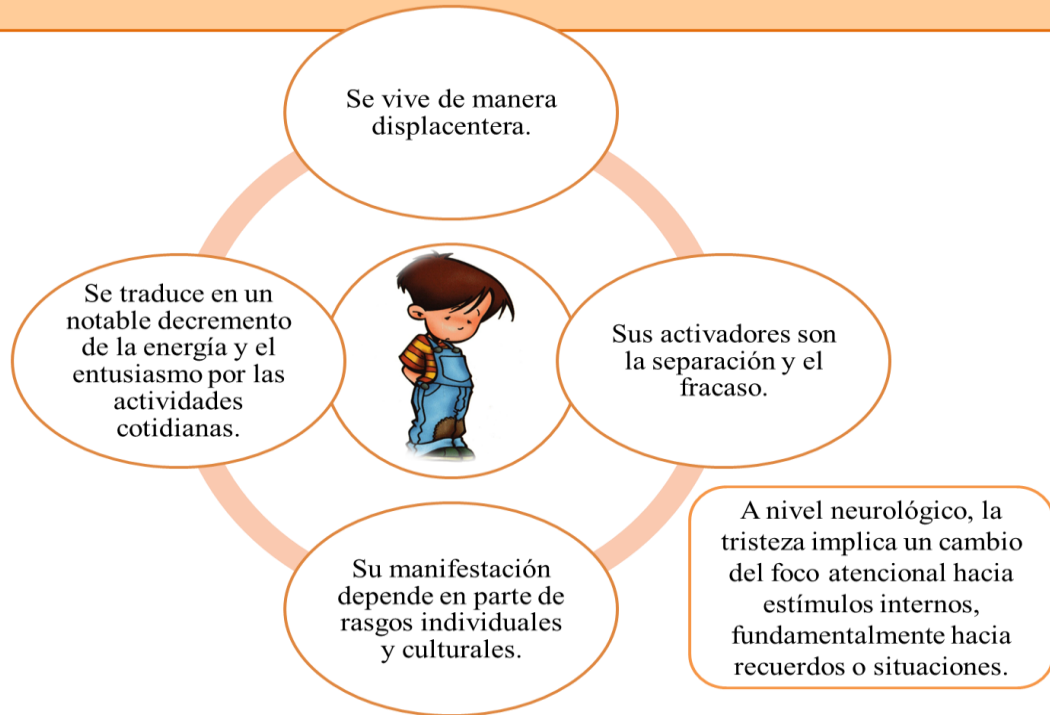 Se vive de manera
displacentera.
Sus activadores son
la separación y el
fracaso.
Su manifestación
depende en parte de
rasgos individuales
y culturales.
Se traduce en un
notable decremento
de la energía y el
entusiasmo por las
actividades
cotidianas.
A nivel neurológico, la
tristeza implica un cambio
del foco atencional hacia
estímulos internos,
fundamentalmente hacia
recuerdos o situaciones.